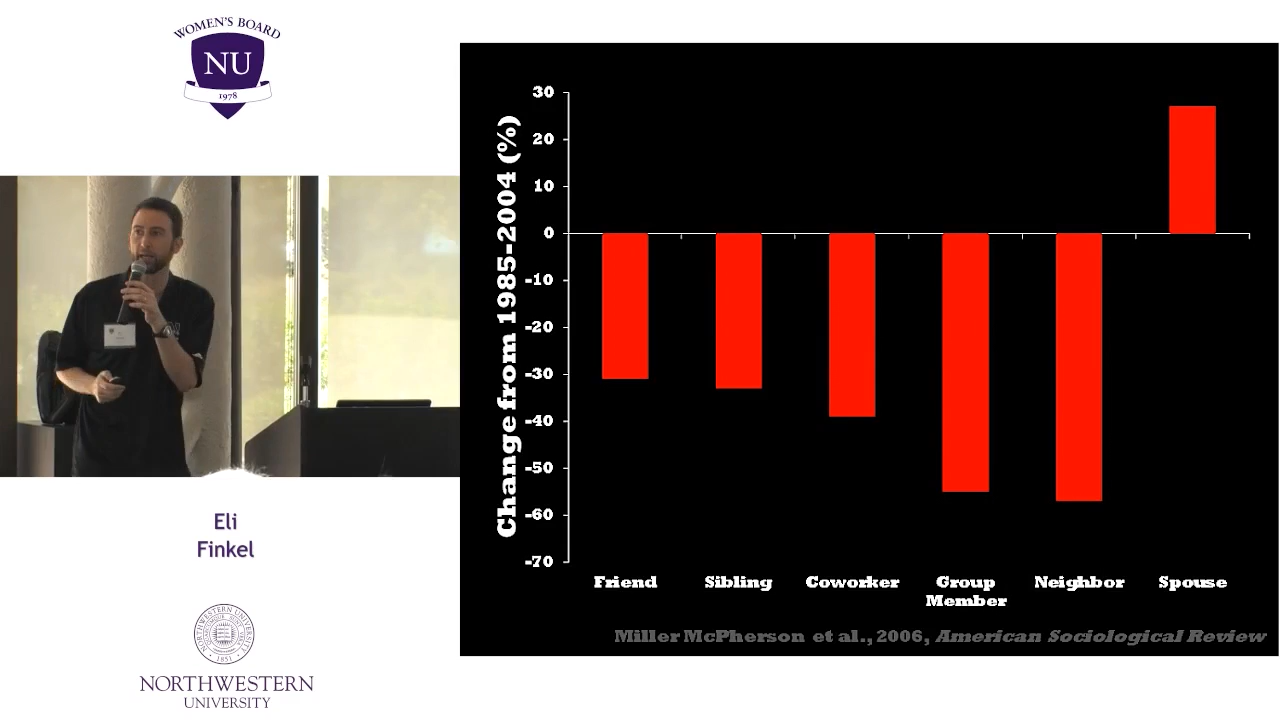 WOMEN'S BOARD
NU
1978
Eli
Finkel
1851
NORTHWESTERN
UNIVERSITY
Change from 1985-2004 (%)
30
20
10
0
-10
-20
-30
-40
-50
-60
-70
Friend Sibling Coworker Group Member Neighbor Spouse
Miller McPherson et al., 2006, American Sociological Review